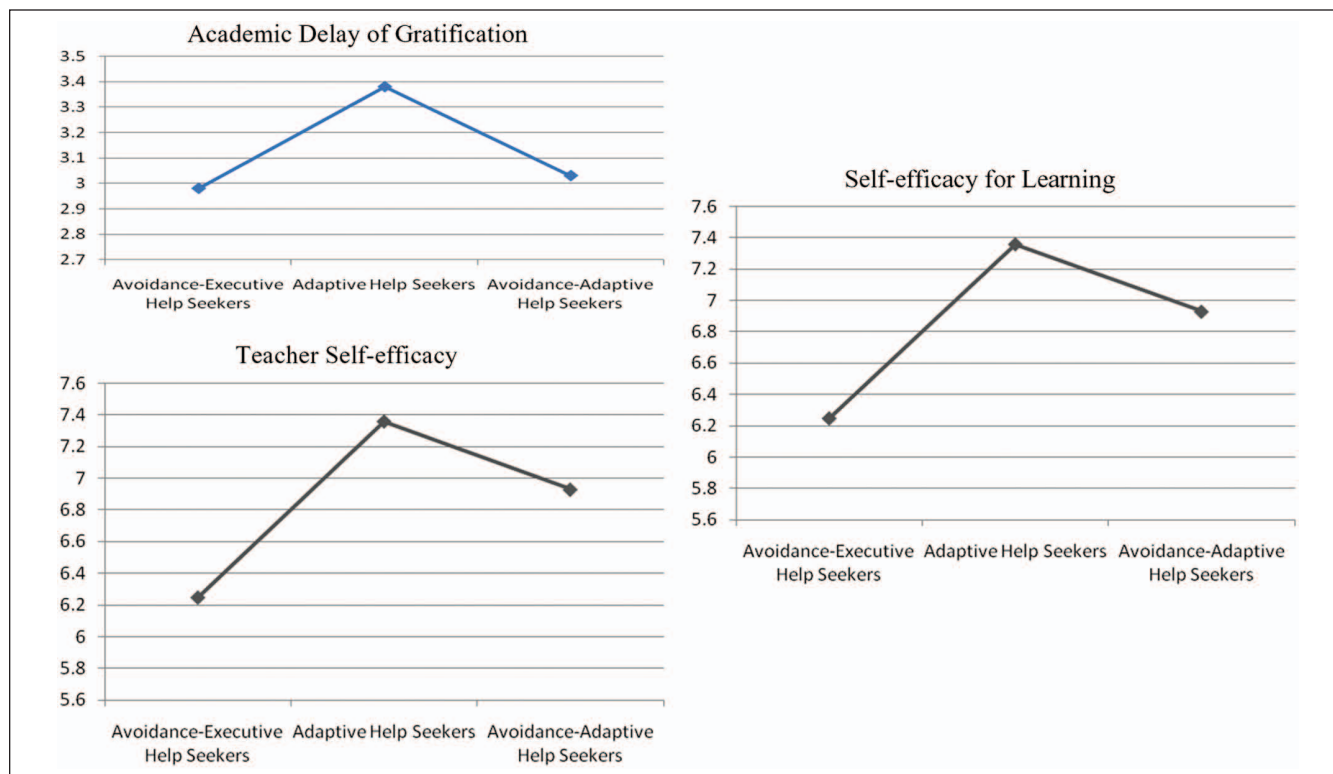 Academic Delay of Gratification
3.5
3.4
3.3
3.2
3.1
3
2.9
2.8
2.7
Avoidance-Executive Help Seekers
Adaptive Help Seekers
Avoidance-Adaptive Help Seekers
Teacher Self-efficacy
7.6
7.4
7.2
7
6.8
6.6
6.4
6.2
6
5.8
5.6
Avoidance-Executive Help Seekers
Adaptive Help Seekers
Avoidance-Adaptive Help Seekers
Self-efficacy for Learning
7.6
7.4
7.2
7
6.8
6.6
6.4
6.2
6
5.8
5.6
Avoidance-Executive Help Seekers
Adaptive Help Seekers
Avoidance-Adaptive Help Seekers